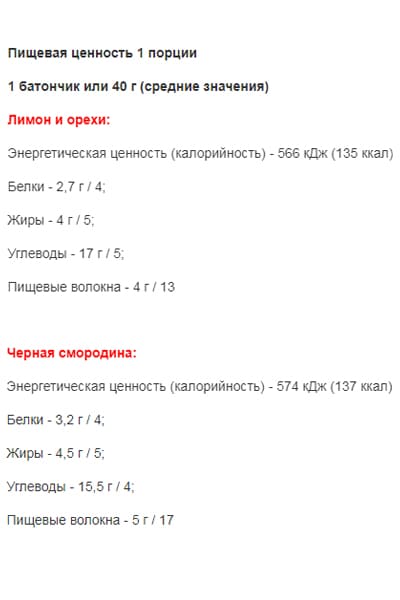 Пищевая ценность 1 порции
1 батончик или 40 г (средние значения)
Лимон и орехи:
Энергетическая ценность (калорийность) - 566 кДж (135 ккал)
Белки - 2,7 г / 4;
Жиры - 4 г / 5;
Углеводы - 17 г / 5;
Пищевые волокна - 4 г / 13
Черная смородина:
Энергетическая ценность (калорийность) - 574 кДж (137 ккал)
Белки - 3,2 г / 4;
Жиры - 4,5 г / 5;
Углеводы - 15,5 г / 4;
Пищевые волокна - 5 г / 17